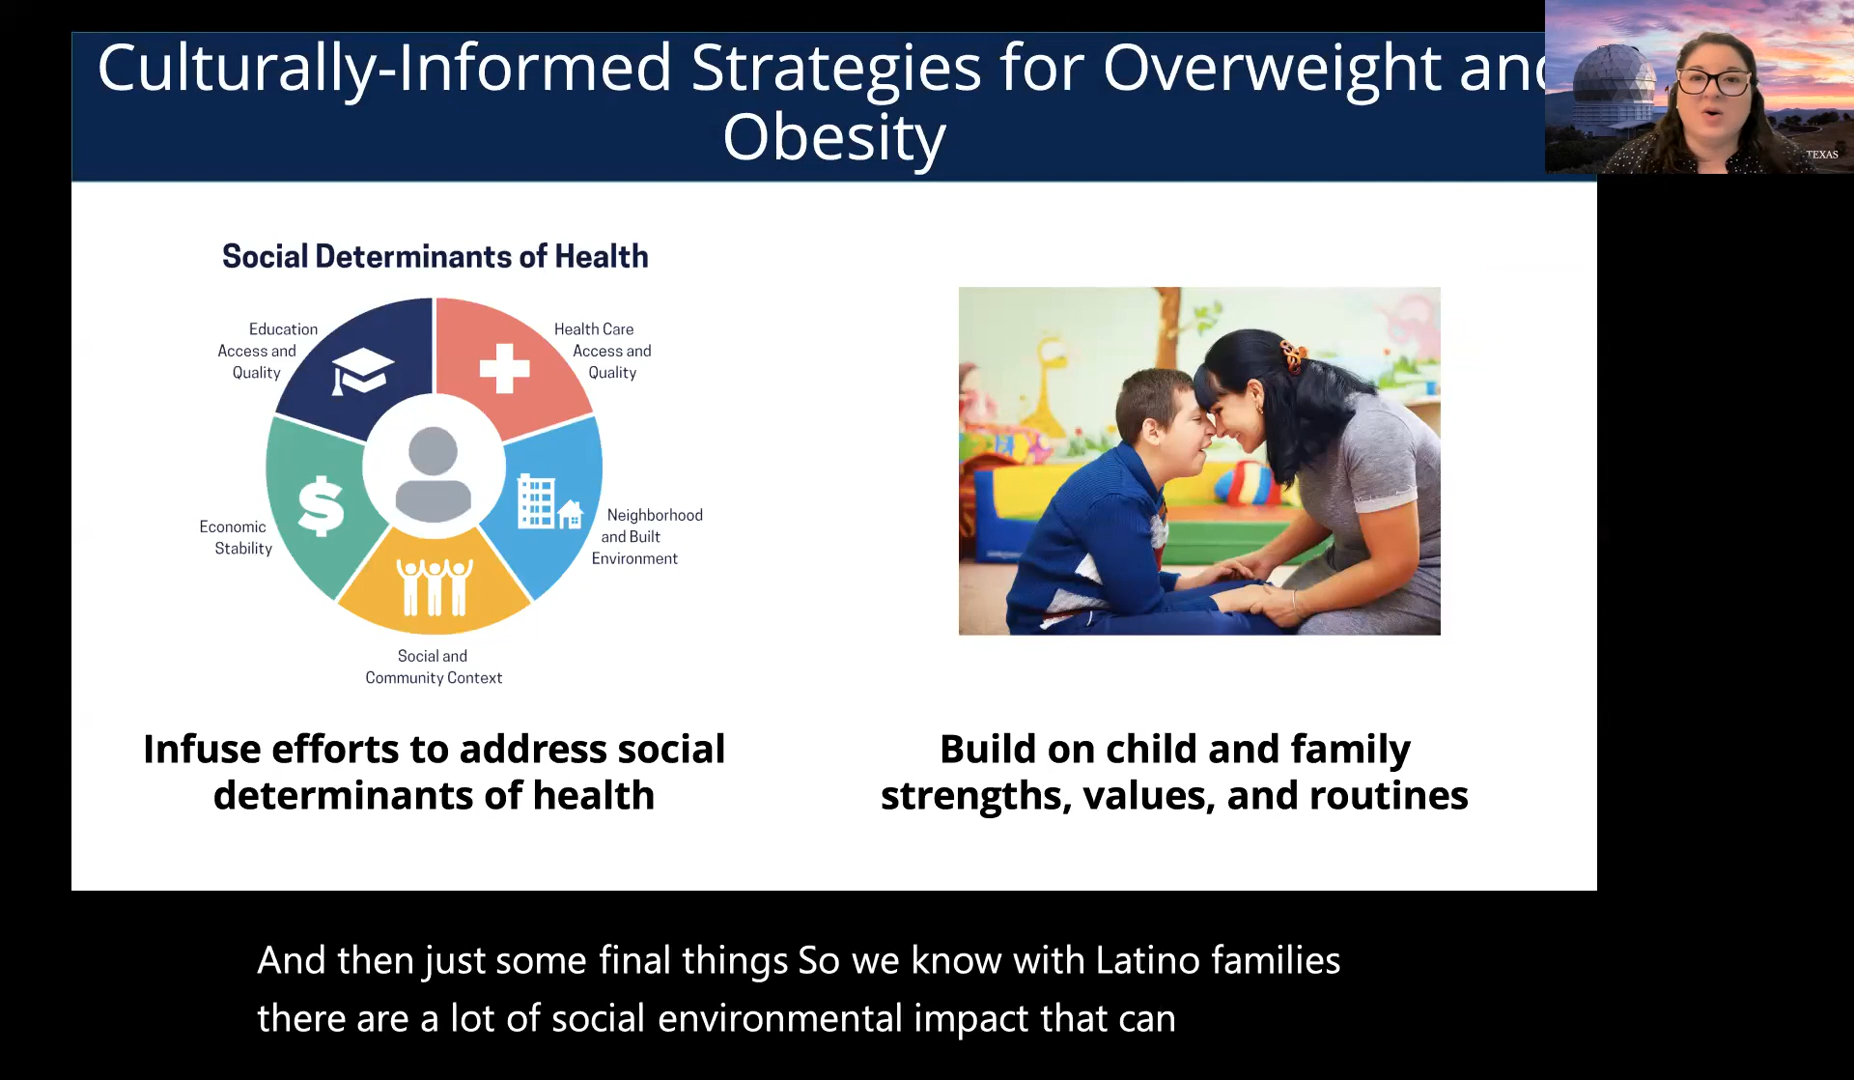 Culturally-Informed Strategies for Overweight and
Obesity
TEXAS
Social Determinants of Health
Education
Access and
Quality
Health Care
Access and
Quality
Economic
Stability
Neighborhood
and Built
Environment
Social and
Community Context
Infuse efforts to address social
determinants of health
Build on child and family
strengths, values, and routines
And then just some final things So we know with Latino families
there are a lot of social environmental impact that can